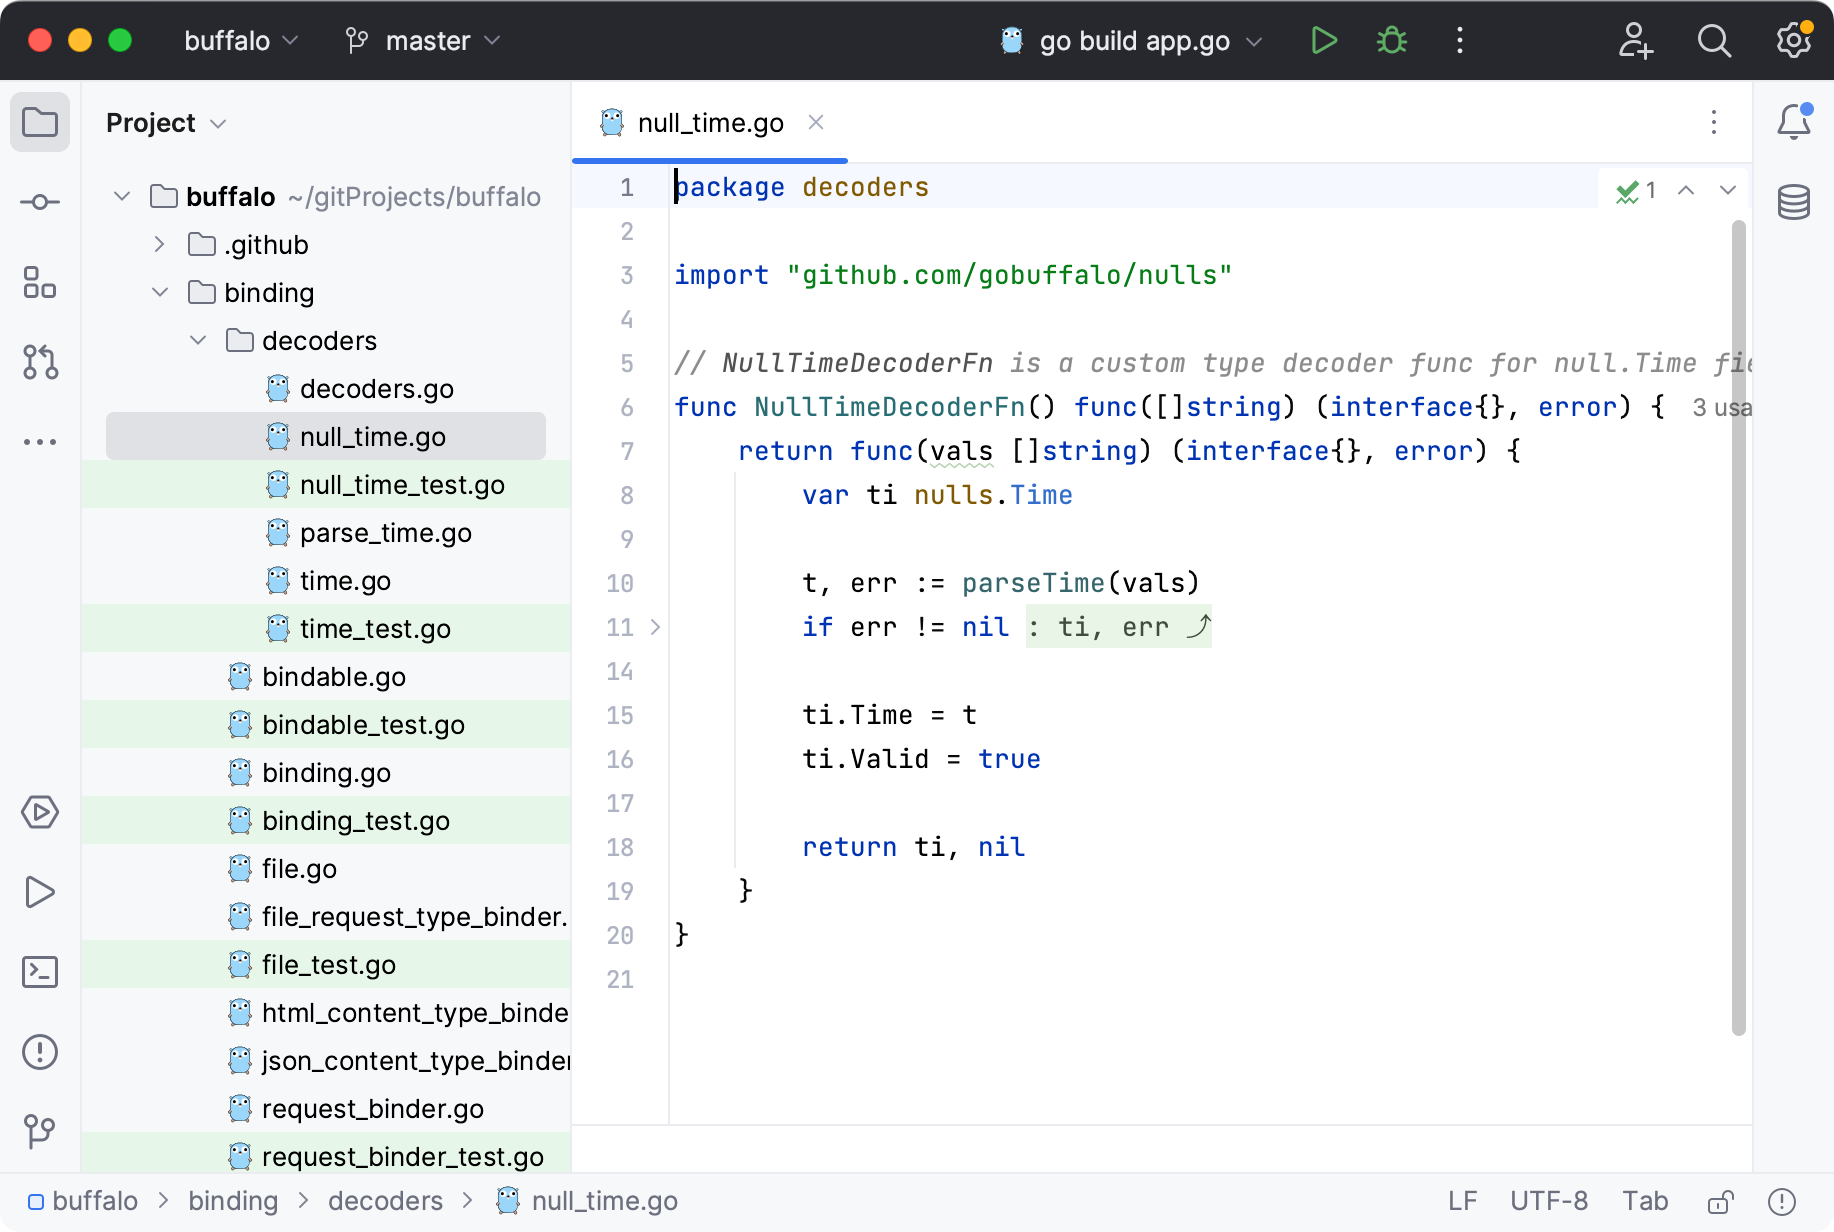 buffalo
master
go build app.go
Project
buffalo ~/gitProjects/buffalo
.github
binding
decoders
decoders.go
null_time.go
null_time_test.go
parse_time.go
time.go
time_test.go
bindable.go
bindable_test.go
binding.go
binding_test.go
file.go
file_request_type_binder.
file_test.go
html_content_type_binde
json_content_type_binder
request_binder.go
request_binder_test.go
null_time.go
1 package decoders
1
2
3 import "github.com/gobuffalo/nulls"
4
5 // NullTimeDecoderFn is a custom type decoder func for null.Time fie
6 func NullTimeDecoderFn() func([]string) (interface{}, error) { 3 usa
7 return func(vals []string) (interface{}, error) {
8 var ti nulls.Time
9
10 t, err := parseTime(vals)
11 if err != nil : ti, err ⤴
14
15 ti.Time = t
16 ti.Valid = true
17
18 return ti, nil
19 }
20 }
21
buffalo > binding > decoders > null_time.go
LF UTF-8 Tab